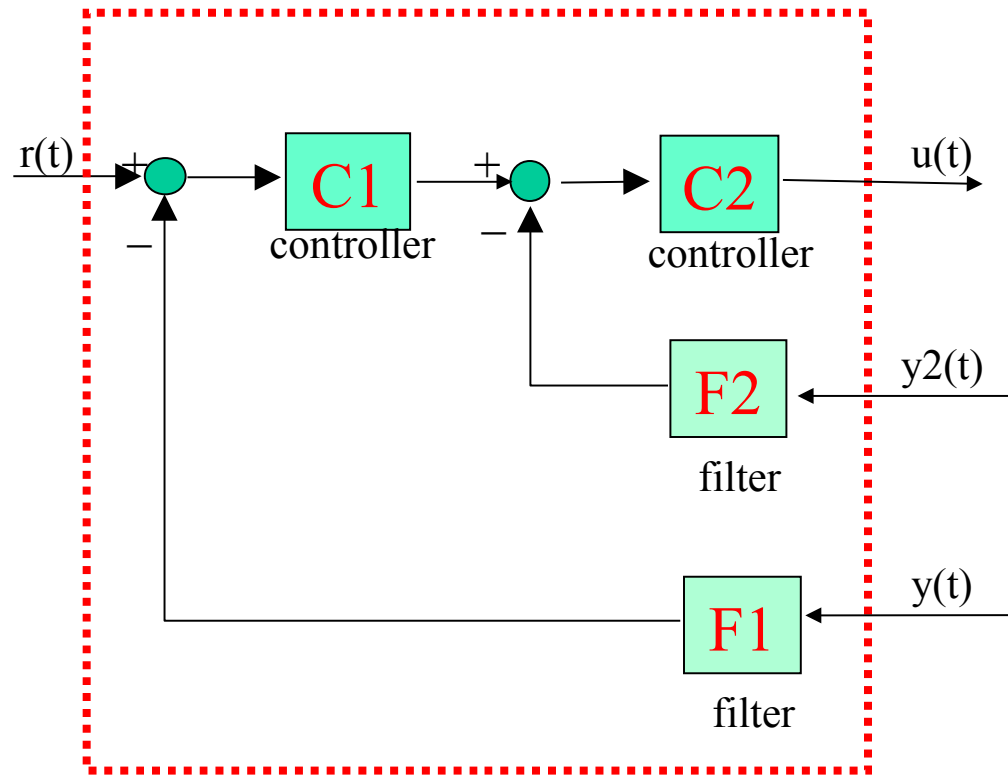 r(t)
+
C1
+
C2
u(t)
−
controller
−
controller
F2
y2(t)
filter
F1
y(t)
filter